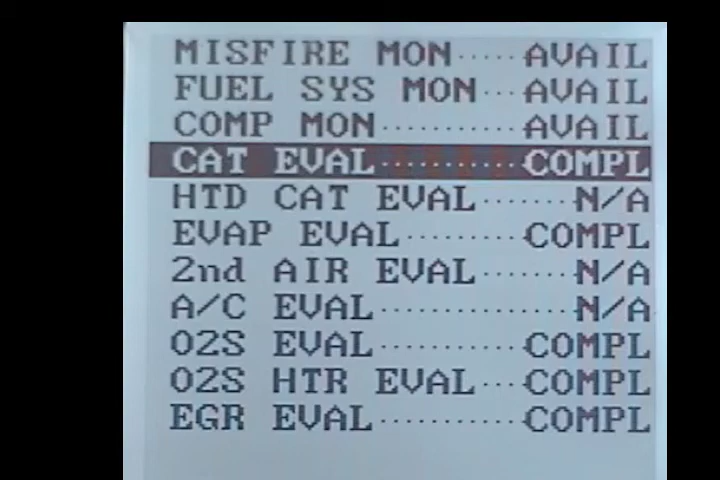 MISFIRE MON·····AVAIL
FUEL SYS MON···AVAIL
COMP MON··········AVAIL
CAT EVAL···········COMPL
HTD CAT EVAL·······N/A
EVAP EVAL·········COMPL
2nd AIR EVAL·······N/A
A/C EVAL···············N/A
O2S EVAL···········COMPL
O2S HTR EVAL···COMPL
EGR EVAL···········COMPL